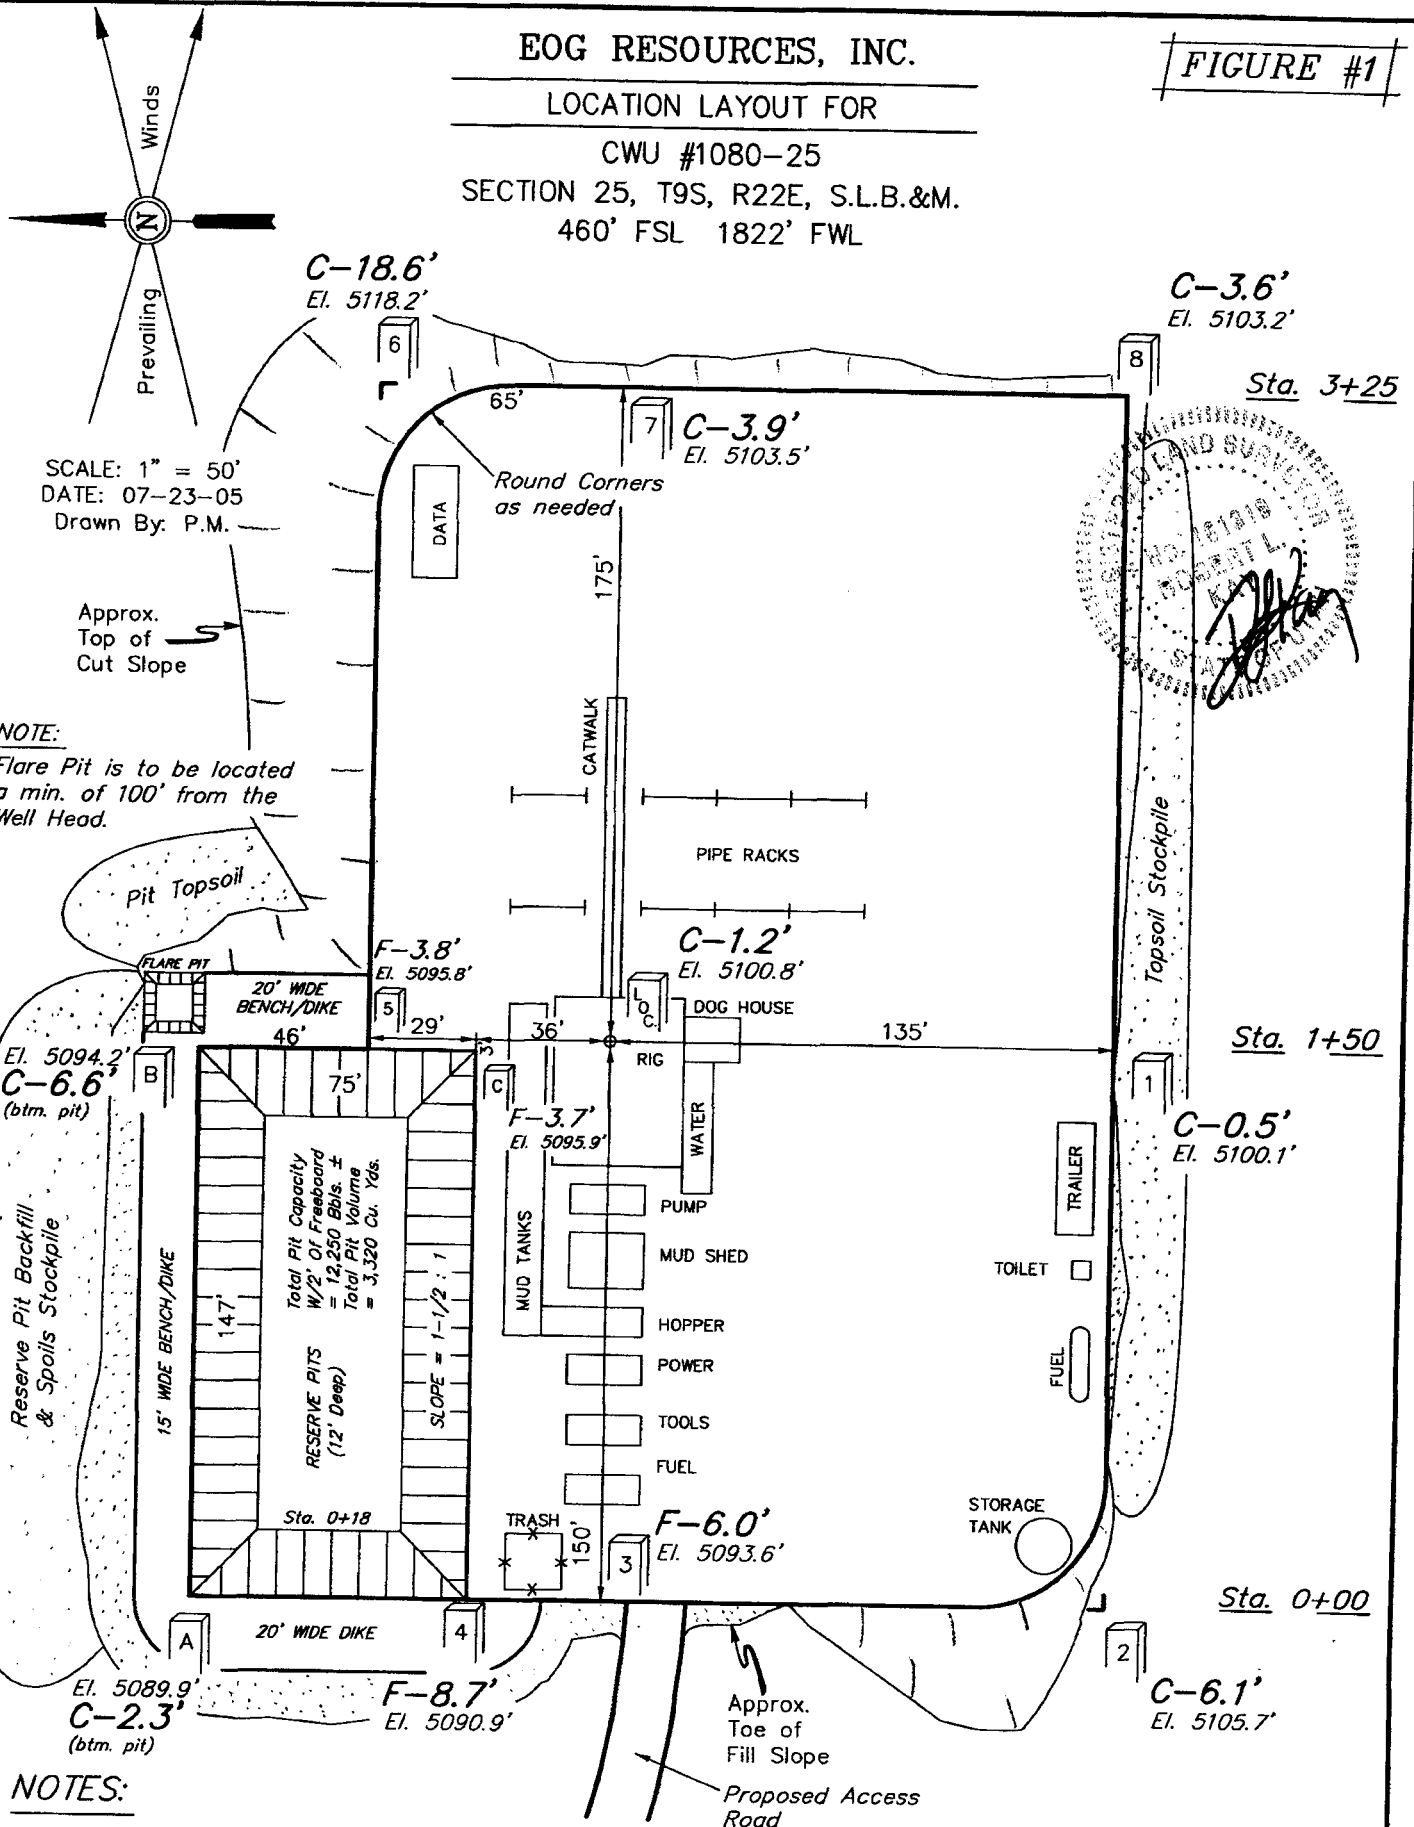 EOG RESOURCES, INC.
FIGURE #1
LOCATION LAYOUT FOR
CWU #1080-25
SECTION 25, T9S, R22E, S.L.B.&M.
460' FSL 1822' FWL
Winds
N
Prevailing
SCALE: 1" = 50'
DATE: 07-23-05
Drawn By: P.M.
C-18.6'
El. 5118.2'
6
C-3.6'
El. 5103.2'
8
Sta. 3+25
65'
7
C-3.9'
El. 5103.5'
Round Corners
as needed
DATA
175'
REGISTERED LAND SURVEYOR
No. 161319
ROBERT L.
KAY
STATE OF UTAH
Approx.
Top of
Cut Slope
NOTE:
Flare Pit is to be located
a min. of 100' from the
Well Head.
CATWALK
PIPE RACKS
Topsoil Stockpile
Pit Topsoil
FLARE PIT
20' WIDE
BENCH/DIKE
46'
F-3.8'
El. 5095.8'
5
29'
3'
36'
C-1.2'
El. 5100.8'
LOC.
DOG HOUSE
RIG
135'
Sta. 1+50
El. 5094.2'
C-6.6'
(btm. pit)
B
75'
C
F-3.7'
El. 5095.9'
WATER
1
C-0.5'
El. 5100.1'
TRAILER
Total Pit Capacity
W/2' Of Freeboard
= 12,250 Bbls. ±
Total Pit Volume
= 3,320 Cu. Yds.
RESERVE PITS
(12' Deep)
SLOPE = 1-1/2 : 1
147'
15' WIDE BENCH/DIKE
Reserve Pit Backfill
& Spoils Stockpile
MUD TANKS
PUMP
MUD SHED
HOPPER
POWER
TOOLS
FUEL
TOILET
FUEL
STORAGE
TANK
Sta. 0+18
TRASH
150'
3
F-6.0'
El. 5093.6'
Sta. 0+00
A
20' WIDE DIKE
4
2
El. 5089.9'
C-2.3'
(btm. pit)
F-8.7'
El. 5090.9'
Approx.
Toe of
Fill Slope
C-6.1'
El. 5105.7'
Proposed Access
Road
NOTES: